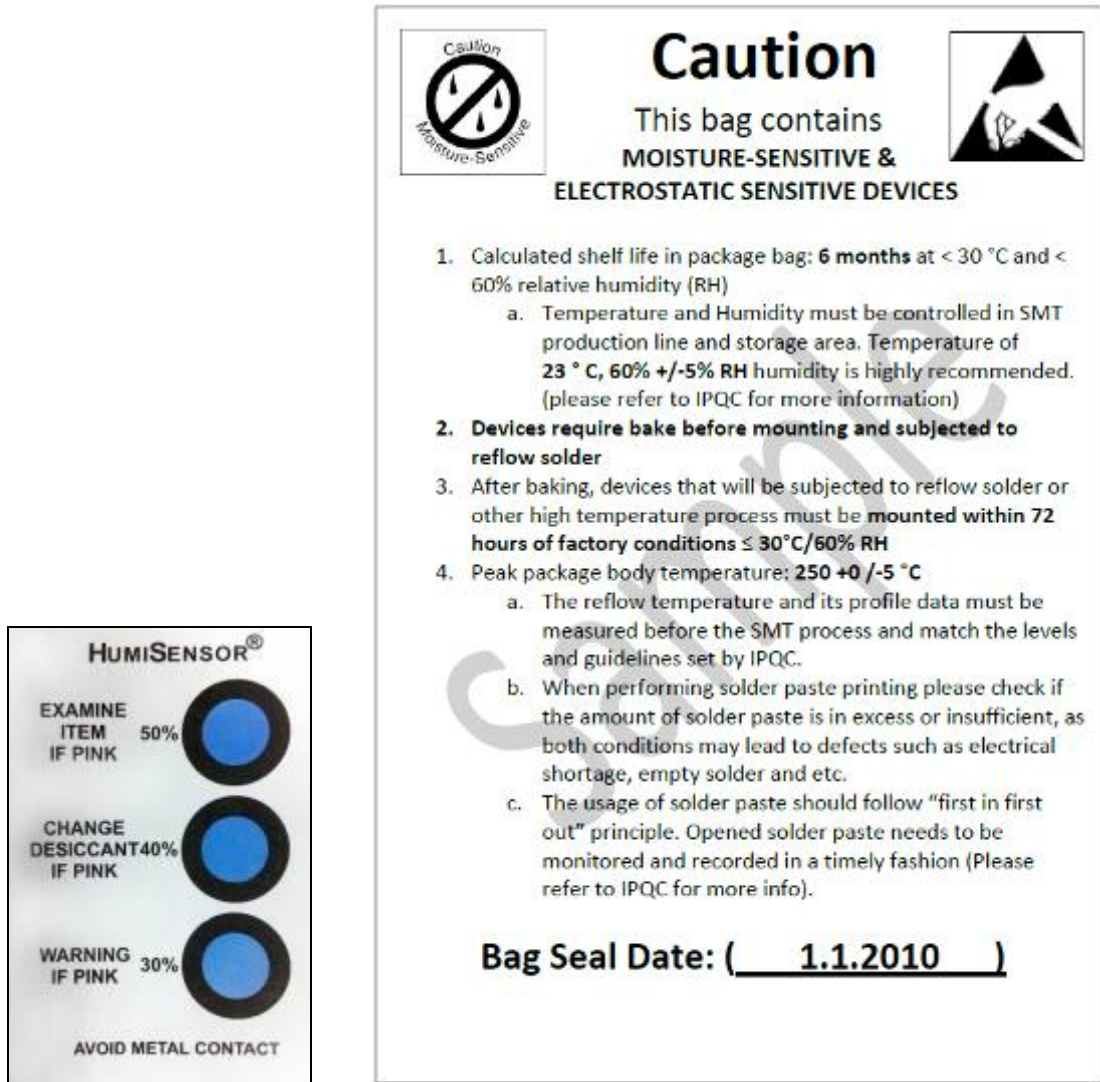 HUMISENSOR®
EXAMINE
ITEM 50%
IF PINK
CHANGE
DESICCANT 40%
IF PINK
WARNING
IF PINK 30%
AVOID METAL CONTACT
Caution
Moisture-Sensitive
Caution
This bag contains
MOISTURE-SENSITIVE &
ELECTROSTATIC SENSITIVE DEVICES
1. Calculated shelf life in package bag: 6 months at < 30 °C and <
60% relative humidity (RH)
a. Temperature and Humidity must be controlled in SMT
production line and storage area. Temperature of
23 ° C, 60% +/-5% RH humidity is highly recommended.
(please refer to IPQC for more information)
2. Devices require bake before mounting and subjected to
reflow solder
3. After baking, devices that will be subjected to reflow solder or
other high temperature process must be mounted within 72
hours of factory conditions ≤ 30°C/60% RH
4. Peak package body temperature: 250 +0 /-5 °C
a. The reflow temperature and its profile data must be
measured before the SMT process and match the levels
and guidelines set by IPQC.
b. When performing solder paste printing please check if
the amount of solder paste is in excess or insufficient, as
both conditions may lead to defects such as electrical
shortage, empty solder and etc.
c. The usage of solder paste should follow “first in first
out” principle. Opened solder paste needs to be
monitored and recorded in a timely fashion (Please
refer to IPQC for more info).
Bag Seal Date: ( 1.1.2010 )
Sample